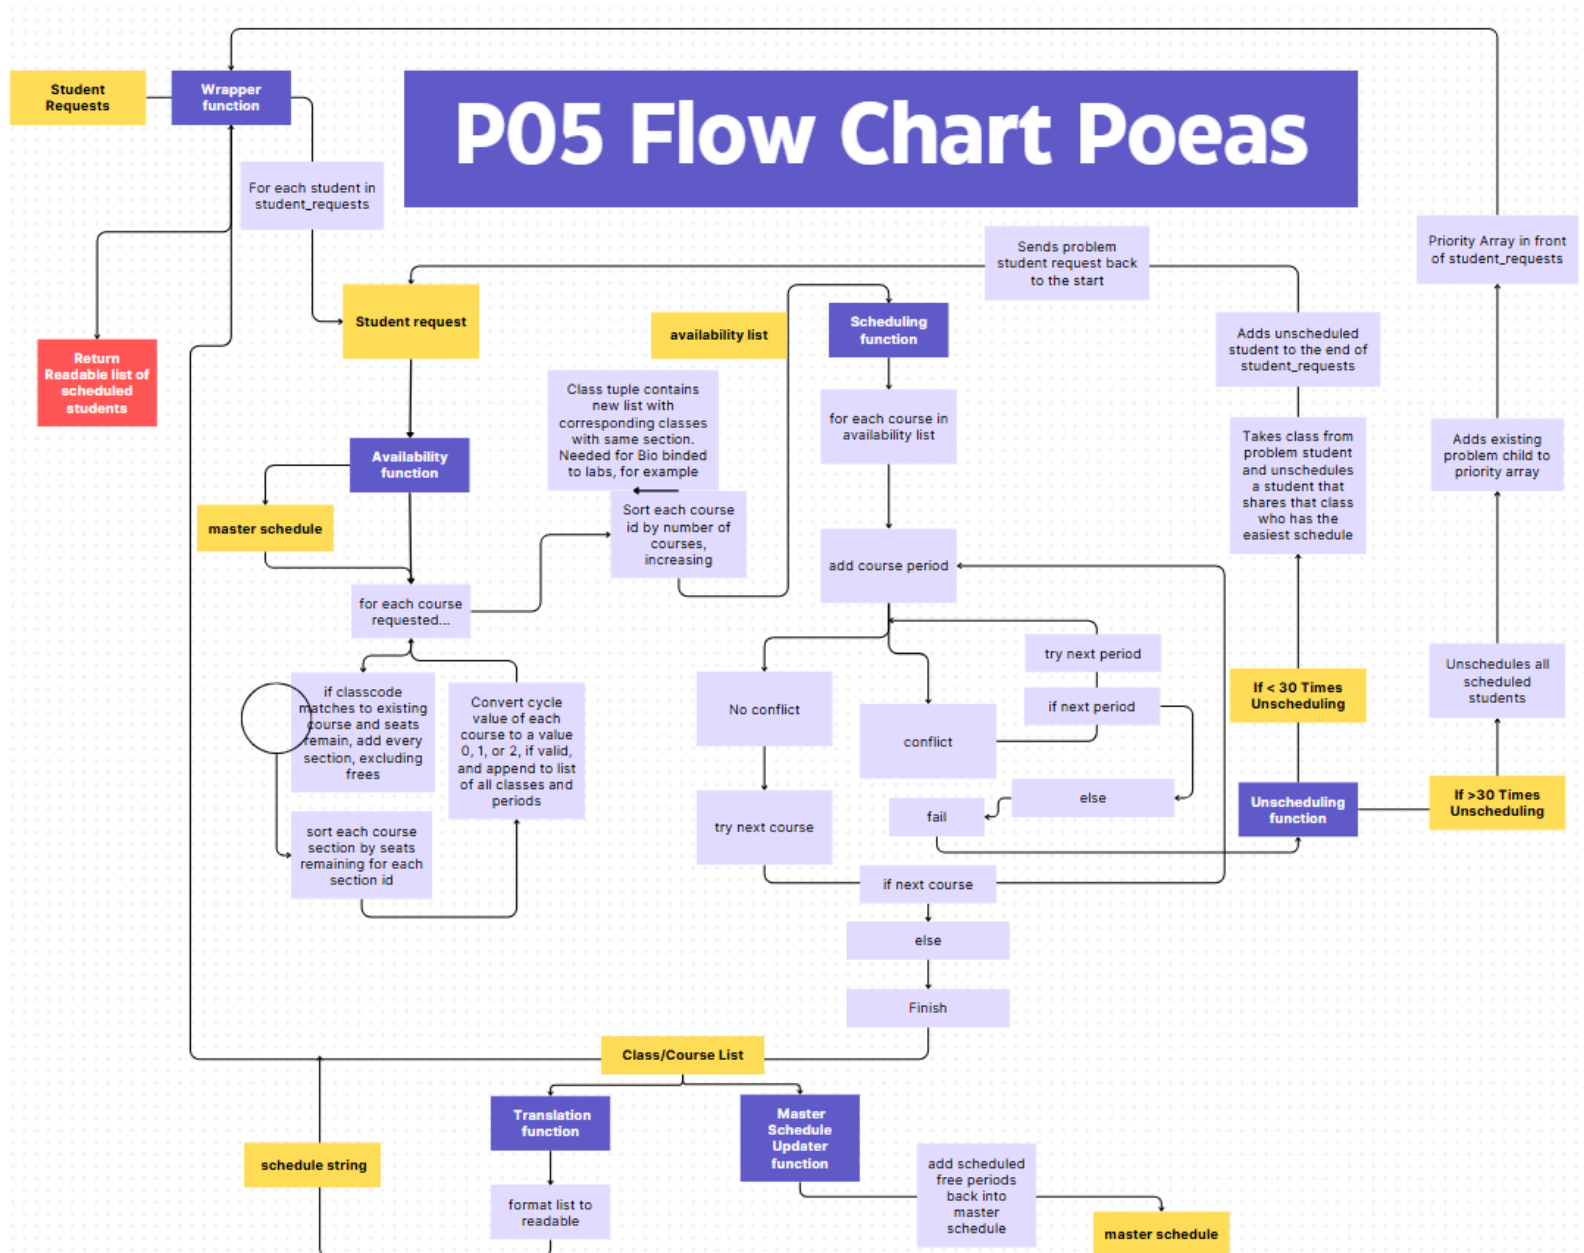 P05 Flow Chart Poeas
Student
Requests
Wrapper
function
For each student in
student_requests
Return
Readable list of
scheduled
students
Student request
Availability
function
master schedule
for each course
requested...
if classcode
matches to existing
course and seats
remain, add every
section, excluding
frees
sort each course
section by seats
remaining for each
section id
Convert cycle
value of each
course to a value
0, 1, or 2, if valid,
and append to list
of all classes and
periods
Class tuple contains
new list with
corresponding classes
with same section.
Needed for Bio binded
to labs, for example
Sort each course
id by number of
courses,
increasing
availability list
Scheduling
function
for each course in
availability list
add course period
No conflict
try next course
conflict
try next period
if next period
else
fail
if next course
else
Finish
Sends problem
student request back
to the start
Adds unscheduled
student to the end of
student_requests
Takes class from
problem student
and unschedules
a student that
shares that class
who has the
easiest schedule
If < 30 Times
Unscheduling
Unscheduling
function
If >30 Times
Unscheduling
Unschedules all
scheduled
students
Adds existing
problem child to
priority array
Priority Array in front
of student_requests
Class/Course List
Translation
function
format list to
readable
schedule string
Master
Schedule
Updater
function
add scheduled
free periods
back into
master
schedule
master schedule